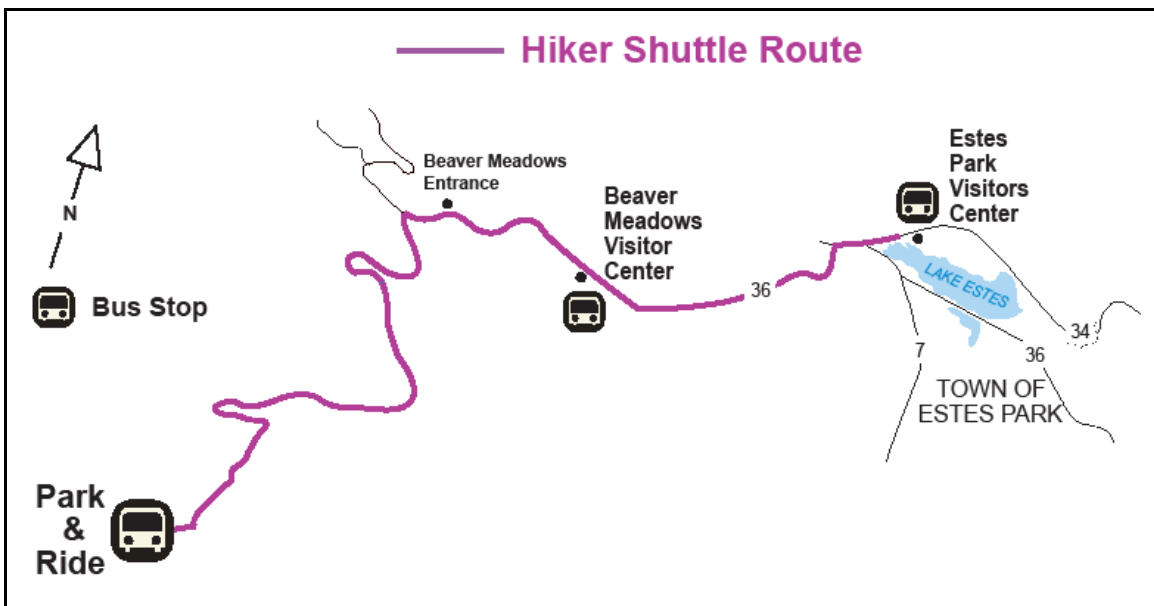 Hiker Shuttle Route
N
Bus Stop
Beaver Meadows
Entrance
Beaver
Meadows
Visitor
Center
Estes
Park
Visitors
Center
LAKE ESTES
36
7
36
34
TOWN OF
ESTES PARK
Park
&
Ride